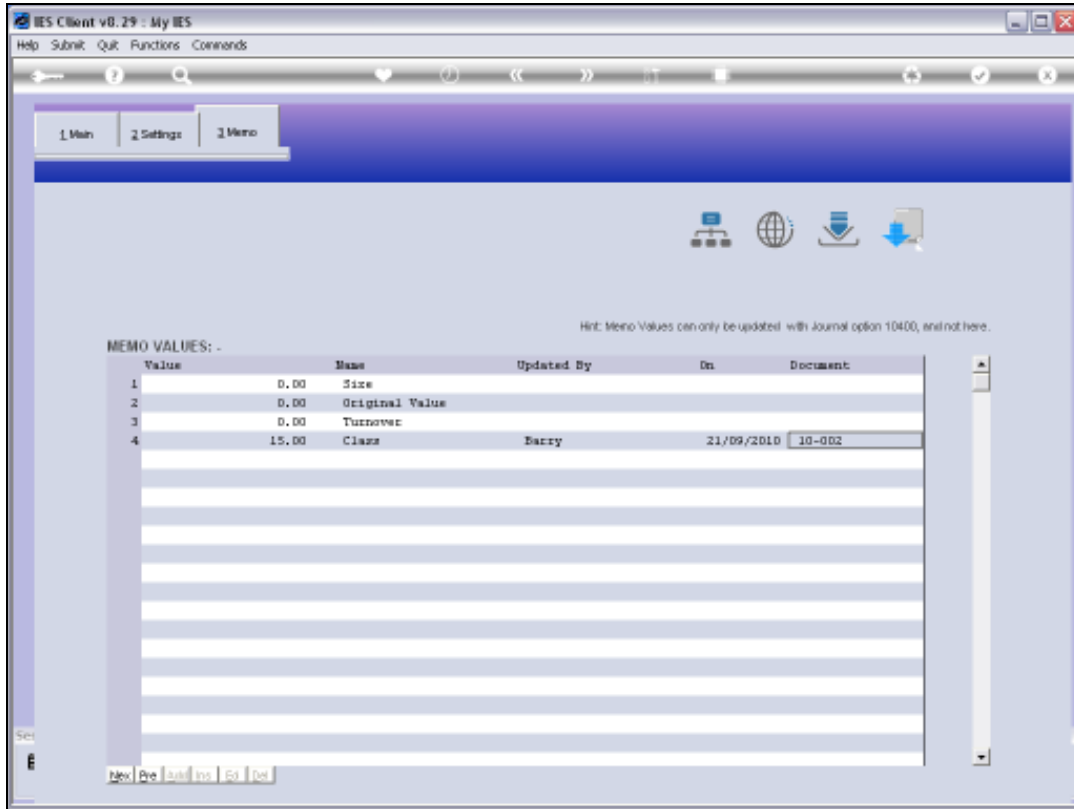 IES Client v8.29 : My IES
Help Submit Quit Functions Commands
1 Main 2 Settings 3 Memo
Hint: Memo Values can only be updated with Journal option 10400, and not here.
MEMO VALUES: -
Value Name Updated By On Document
1 0.00 Size
2 0.00 Original Value
3 0.00 Turnover
4 15.00 Class Barry 21/09/2010 10-002
Nex Pre Add Ins Ed Del